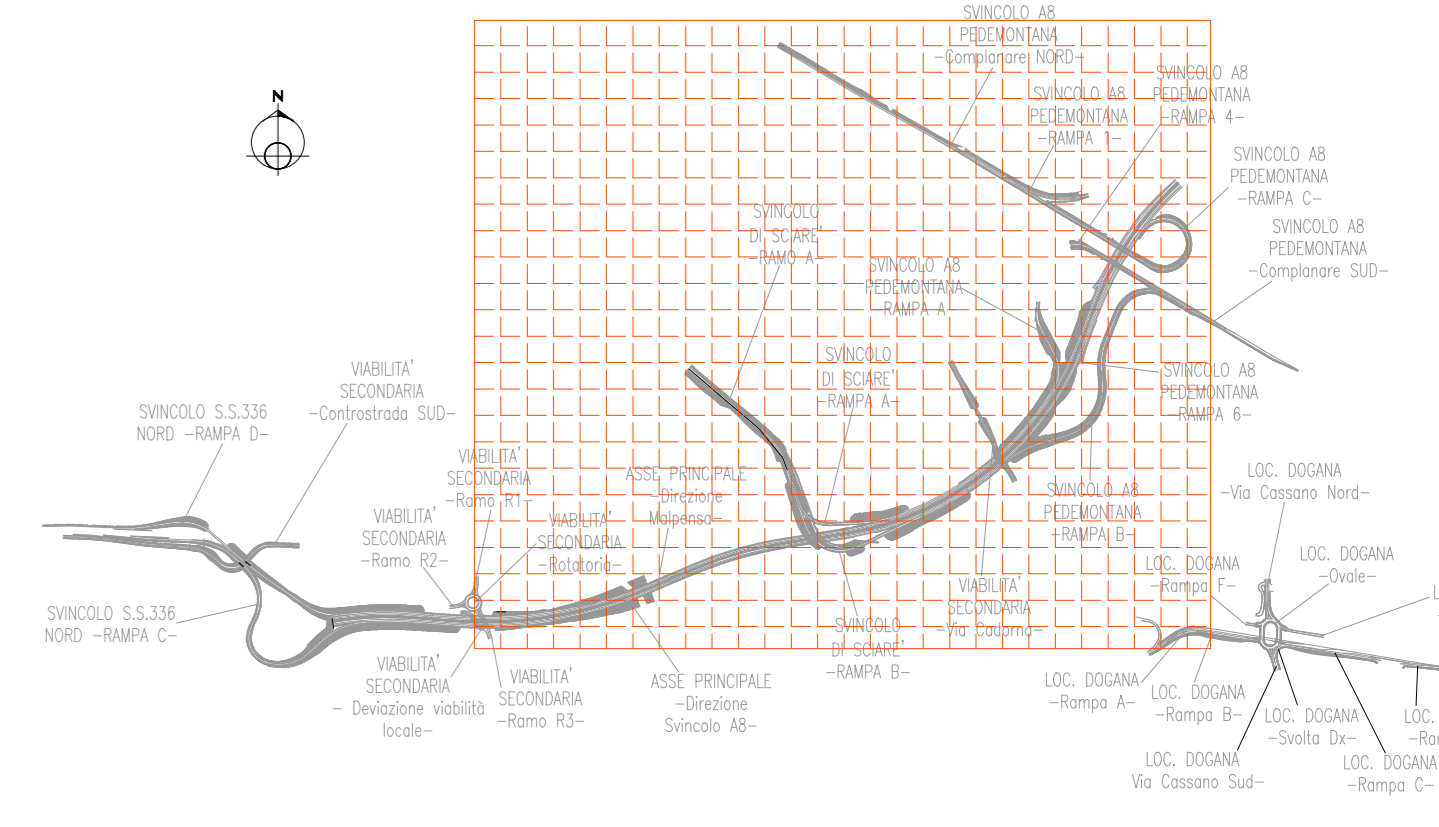 SVINCOLO A8
PEDEMONTANA
-Complanare NORD-
SVINCOLO A8
PEDEMONTANA
-RAMPA 4-
SVINCOLO A8
PEDEMONTANA
-RAMPA 1-
N
SVINCOLO A8
PEDEMONTANA
-RAMPA C-
SVINCOLO
DI SCIARE'
-RAMO A-
SVINCOLO A8
PEDEMONTANA
-Complanare SUD-
SVINCOLO A8
PEDEMONTANA
-RAMPA A-
SVINCOLO
DI SCIARE'
-RAMPA A-
VIABILITA'
SECONDARIA
-Controstrada SUD-
SVINCOLO A8
PEDEMONTANA
-RAMPA 6-
SVINCOLO S.S.336
NORD -RAMPA D-
VIABILITA'
SECONDARIA
-Ramo R1-
ASSE PRINCIPALE
-Direzione
Malpensa-
LOC. DOGANA
-Via Cassano Nord-
SVINCOLO A8
PEDEMONTANA
-RAMPA B-
VIABILITA'
SECONDARIA
-Ramo R2-
VIABILITA'
SECONDARIA
-Rotatoria-
LOC. DOGANA
-Ovale-
LOC. DOGANA
-Rampa F-
VIABILITA'
SECONDARIA
-Via Cadorna-
SVINCOLO S.S.336
NORD -RAMPA C-
SVINCOLO
DI SCIARE'
-RAMPA B-
VIABILITA'
SECONDARIA
- Deviazione viabilità
locale-
VIABILITA'
SECONDARIA
-Ramo R3-
ASSE PRINCIPALE
-Direzione
Svincolo A8-
LOC. DOGANA
-Rampa A-
LOC. DOGANA
-Rampa B-
LOC. DOGANA
-Svolta Dx-
LOC.
LOC. DOGANA
Via Cassano Sud-
LOC. DOGANA
-Rampa C-